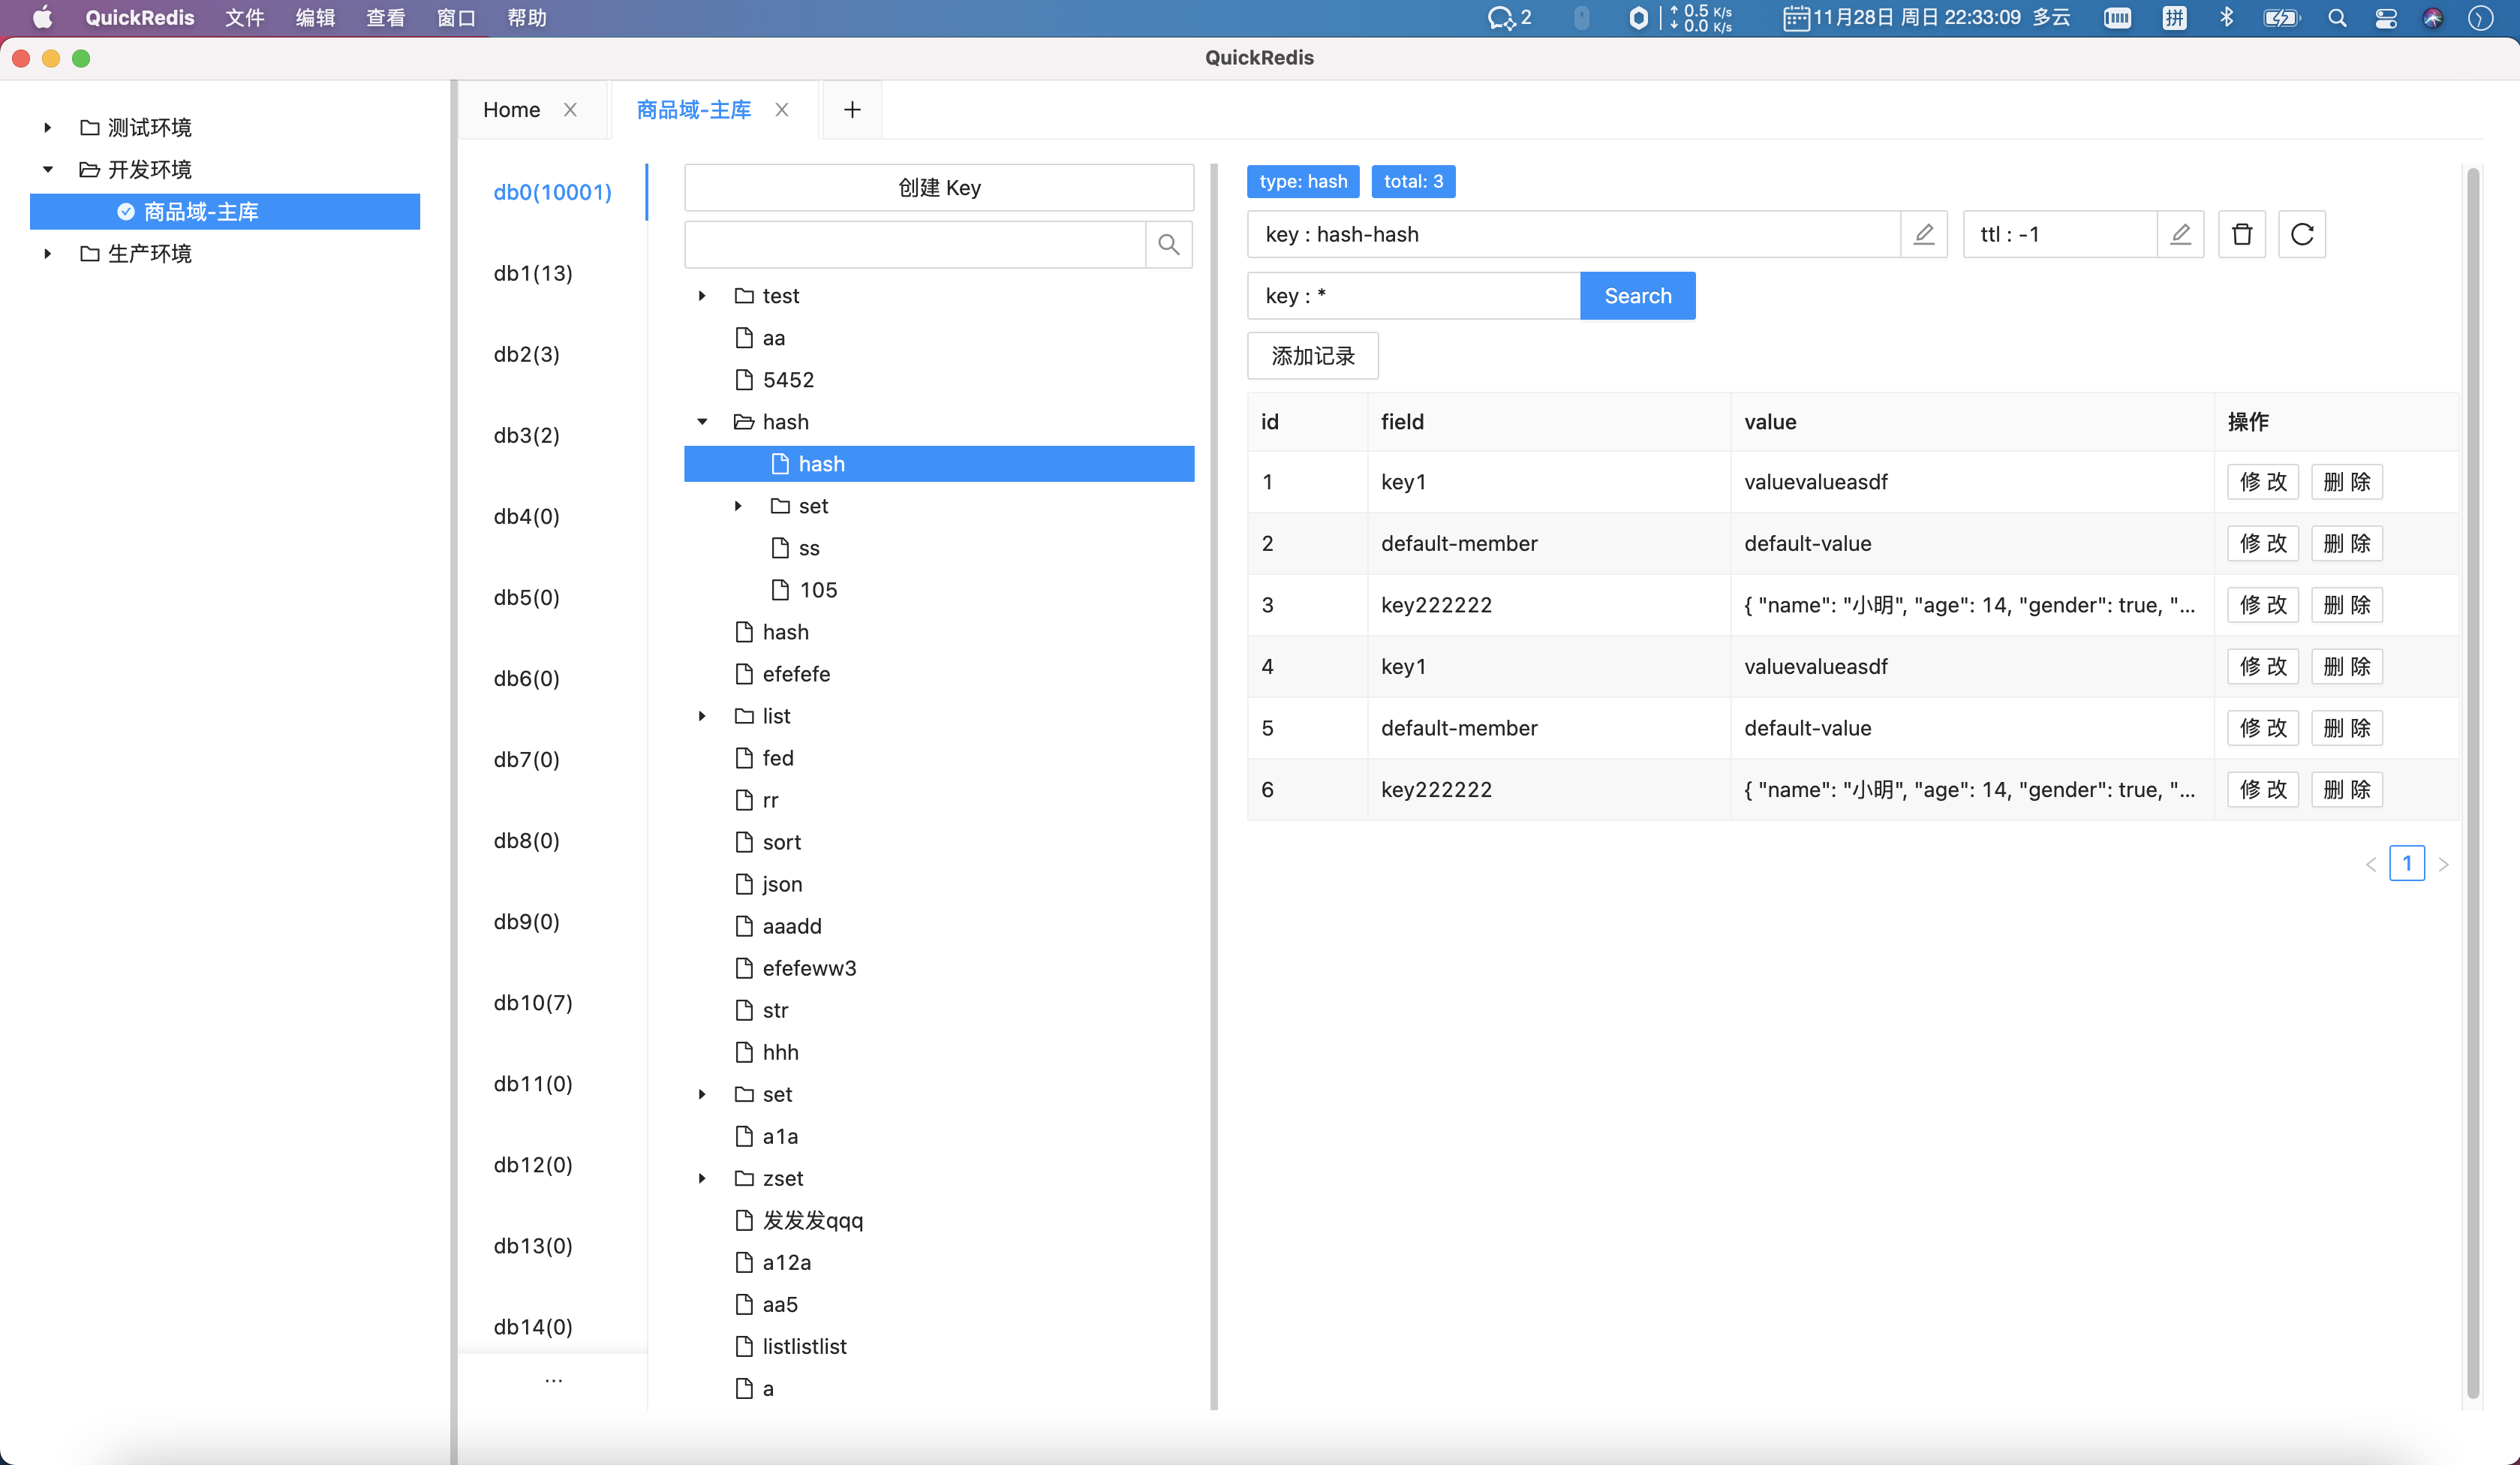 QuickRedis 文件 编辑 查看 窗口 帮助 2 0.5 K/s 0.0 K/s 11月28日 周日 22:33:09 多云 拼
QuickRedis
测试环境
开发环境
商品域-主库
生产环境
Home 商品域-主库
db0(10001)
db1(13)
db2(3)
db3(2)
db4(0)
db5(0)
db6(0)
db7(0)
db8(0)
db9(0)
db10(7)
db11(0)
db12(0)
db13(0)
db14(0)
...
创建 Key
test
aa
5452
hash
hash
set
ss
105
hash
efefefe
list
fed
rr
sort
json
aaadd
efefeww3
str
hhh
set
a1a
zset
发发发qqq
a12a
aa5
listlistlist
a
type: hash total: 3
key : hash-hash ttl : -1
key : * Search
添加记录
id field value 操作
1 key1 valuevalueasdf 修 改 删 除
2 default-member default-value 修 改 删 除
3 key222222 { "name": "小明", "age": 14, "gender": true, "... 修 改 删 除
4 key1 valuevalueasdf 修 改 删 除
5 default-member default-value 修 改 删 除
6 key222222 { "name": "小明", "age": 14, "gender": true, "... 修 改 删 除
1